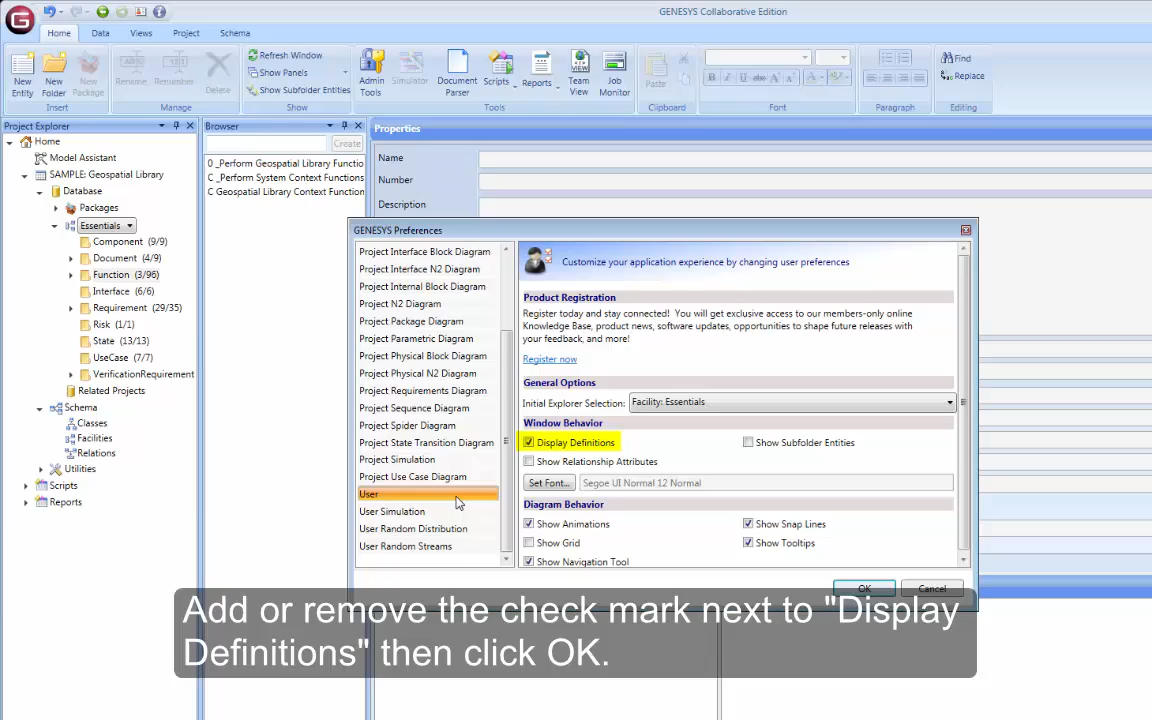 GENESYS Collaborative Edition
Home Data Views Project Schema
New Entity
New Folder
New Package
Insert
Rename
Renumber
Delete
Manage
Refresh Window
Show Panels
Show Subfolder Entities
Show
Admin Tools
Simulator
Document Parser
Scripts
Reports
Team View
Job Monitor
Tools
Paste
Clipboard
Font
Paragraph
Find
Replace
Editing
Project Explorer
Home
Model Assistant
SAMPLE: Geospatial Library
Database
Packages
Essentials
Component (9/9)
Document (4/9)
Function (3/96)
Interface (6/6)
Requirement (29/35)
Risk (1/1)
State (13/13)
UseCase (7/7)
VerificationRequirement
Related Projects
Schema
Classes
Facilities
Relations
Utilities
Scripts
Reports
Browser
Create
0 _Perform Geospatial Library Functio
C _Perform System Context Functions
C Geospatial Library Context Function
Properties
Name
Number
Description
GENESYS Preferences
Project Interface Block Diagram
Project Interface N2 Diagram
Project Internal Block Diagram
Project N2 Diagram
Project Package Diagram
Project Parametric Diagram
Project Physical Block Diagram
Project Physical N2 Diagram
Project Requirements Diagram
Project Sequence Diagram
Project Spider Diagram
Project State Transition Diagram
Project Simulation
Project Use Case Diagram
User
User Simulation
User Random Distribution
User Random Streams
Customize your application experience by changing user preferences
Product Registration
Register today and stay connected! You will get exclusive access to our members-only online
Knowledge Base, product news, software updates, opportunities to shape future releases with
your feedback, and more!
Register now
General Options
Initial Explorer Selection: Facility: Essentials
Window Behavior
Display Definitions Show Subfolder Entities
Show Relationship Attributes
Set Font... Segoe UI Normal 12 Normal
Diagram Behavior
Show Animations Show Snap Lines
Show Grid Show Tooltips
Show Navigation Tool
OK Cancel
Add or remove the check mark next to "Display
Definitions" then click OK.